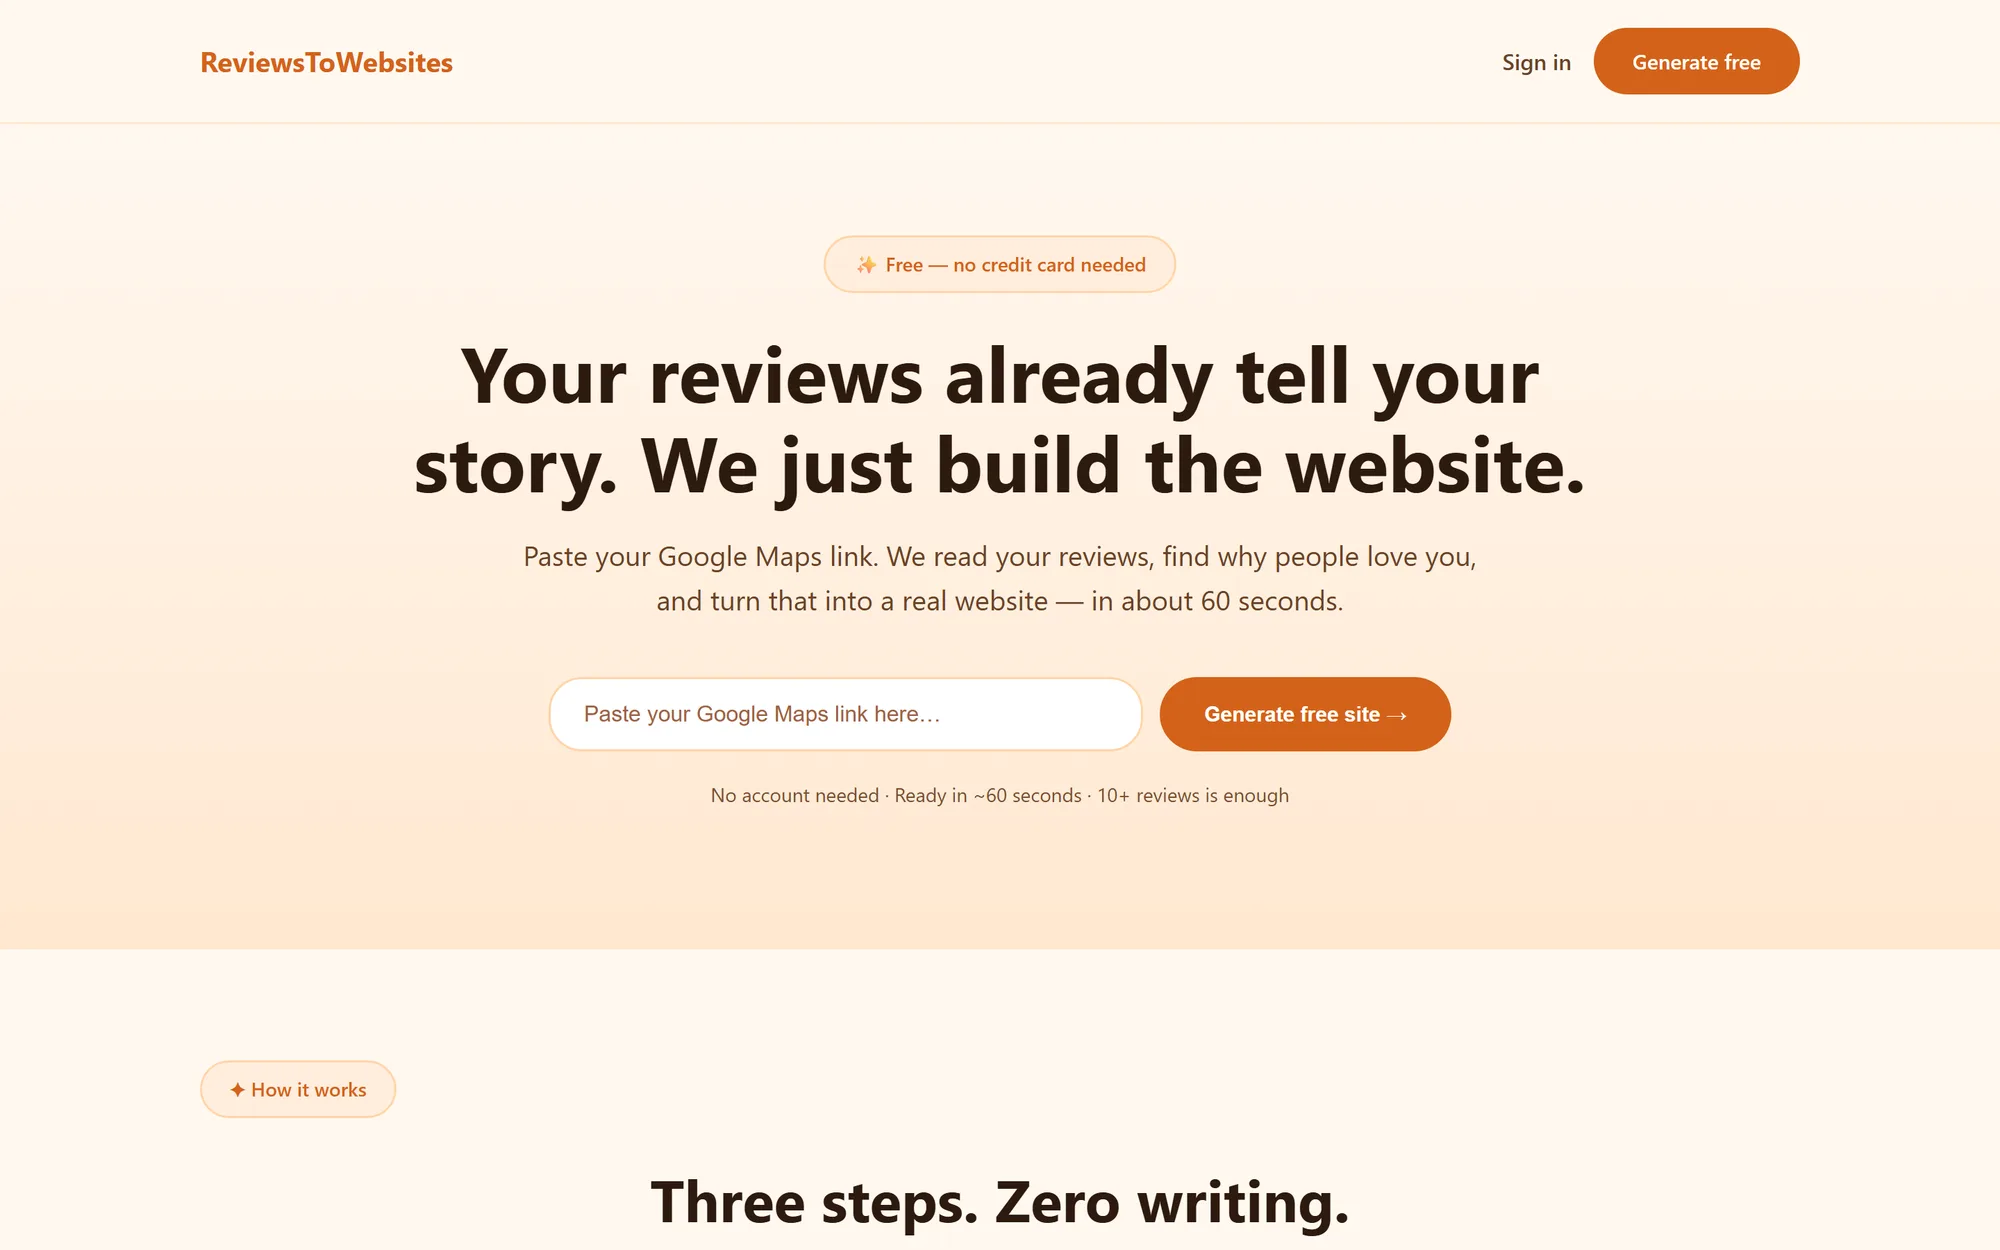 ReviewsToWebsites
Sign in
Generate free
✨ Free — no credit card needed
Your reviews already tell your
story. We just build the website.
Paste your Google Maps link. We read your reviews, find why people love you,
and turn that into a real website — in about 60 seconds.
Paste your Google Maps link here…
Generate free site →
No account needed · Ready in ~60 seconds · 10+ reviews is enough
✦ How it works
Three steps. Zero writing.